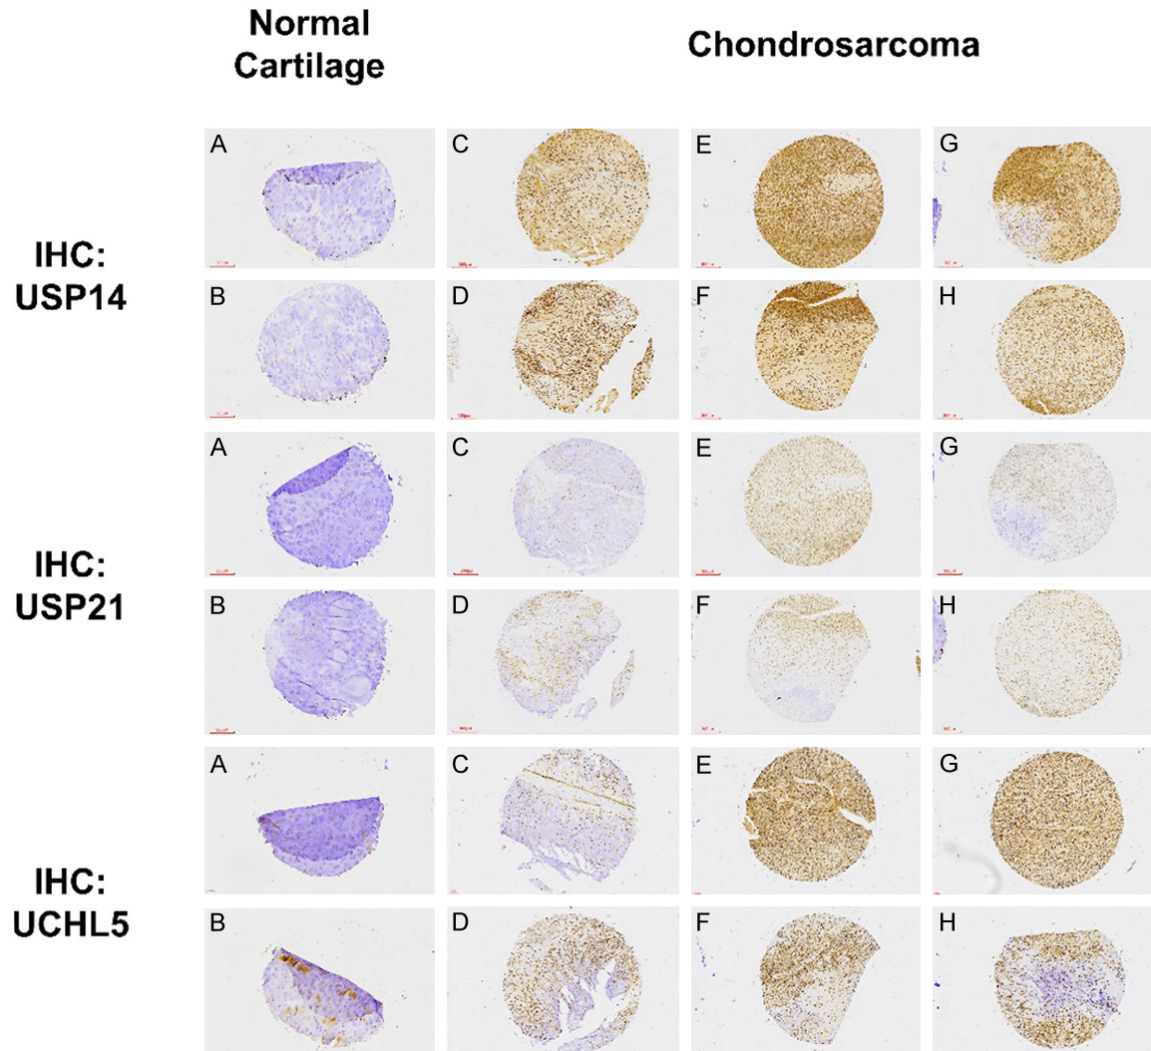 Normal
Cartilage
Chondrosarcoma
IHC:
USP14
A
C
E
G
B
D
F
H
IHC:
USP21
A
C
E
G
B
D
F
H
IHC:
UCHL5
A
C
E
G
B
D
F
H